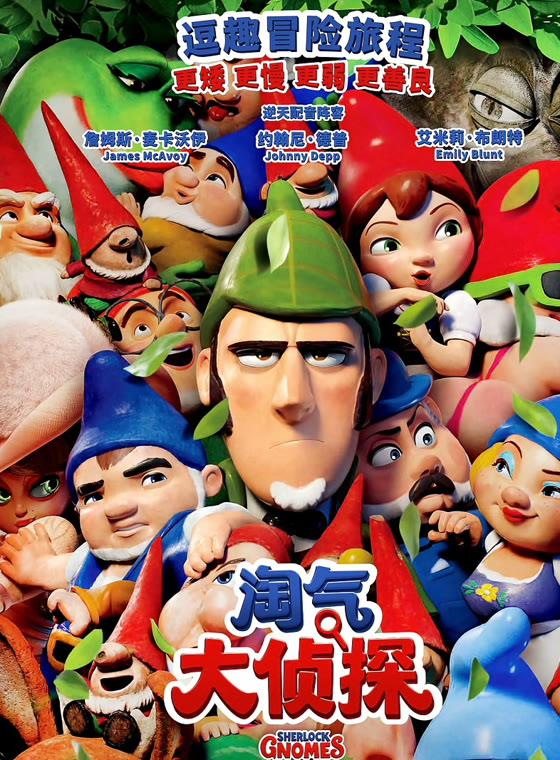 逗趣冒险旅程
更矮 更慢 更弱 更善良
逆天配音阵容
詹姆斯·麦卡沃伊 约翰尼·德普 艾米莉·布朗特
James McAvoy Johnny Depp Emily Blunt
淘气
大侦探
SHERLOCK
GNOMES